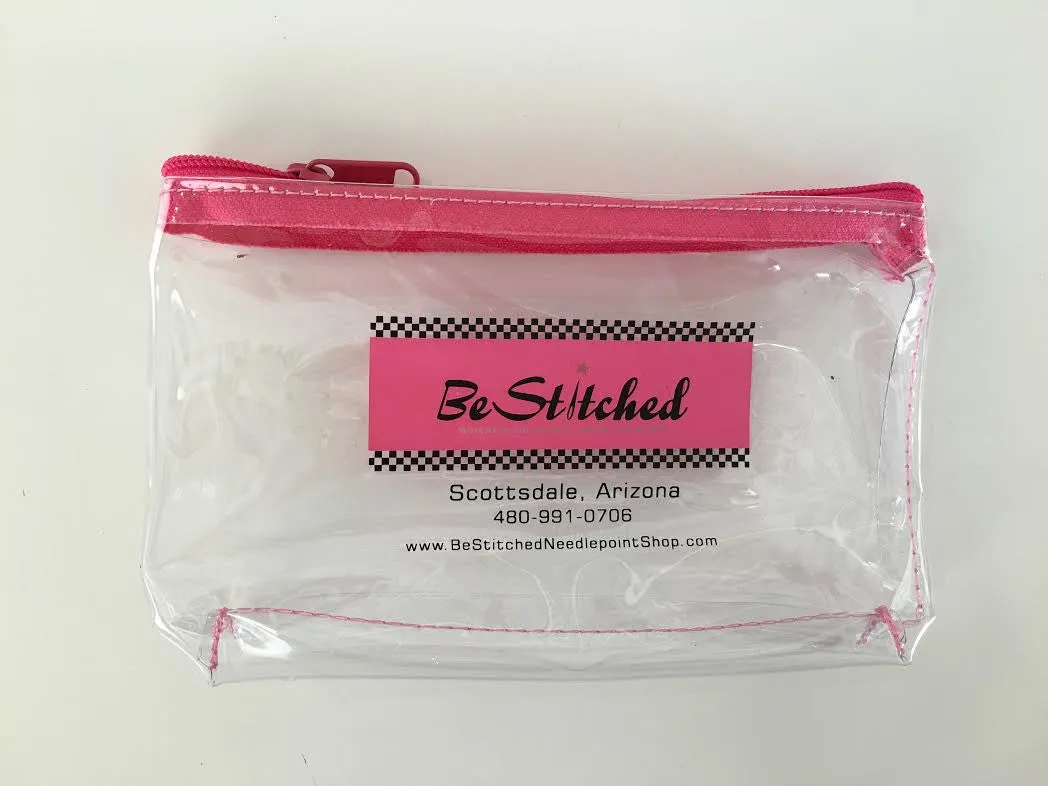 BeStitched
Scottsdale, Arizona
480-991-0706
www.BeStitchedNeedlepointShop.com